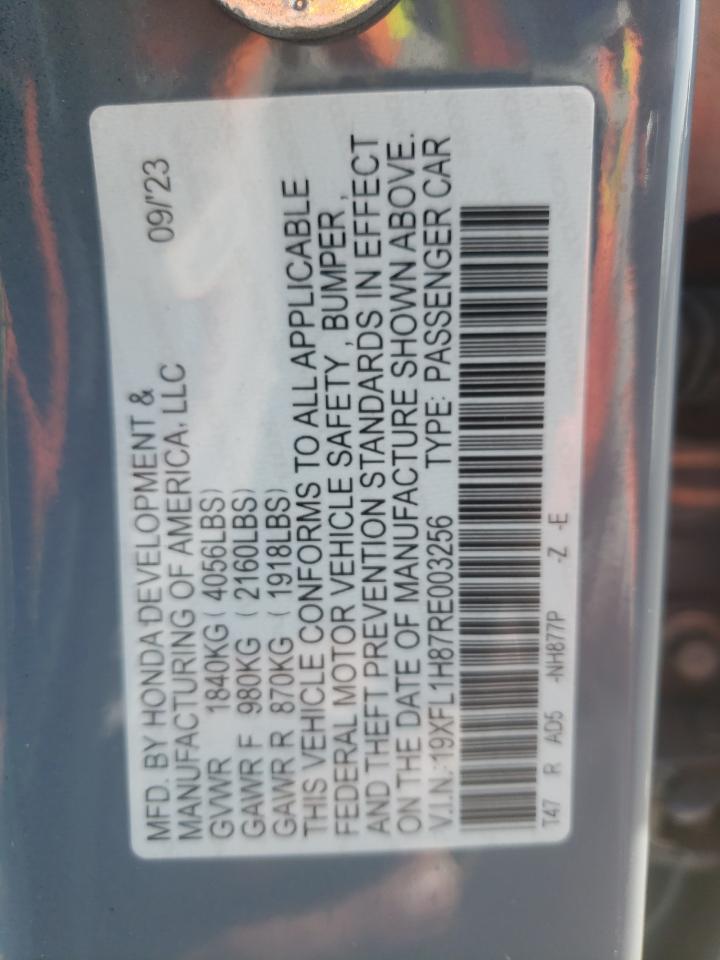 MFD. BY HONDA DEVELOPMENT &
MANUFACTURING OF AMERICA, LLC 09/'23
GVWR 1840KG ( 4056LBS)
GAWR F 980KG ( 2160LBS)
GAWR R 870KG ( 1918LBS)
THIS VEHICLE CONFORMS TO ALL APPLICABLE
FEDERAL MOTOR VEHICLE SAFETY , BUMPER ,
AND THEFT PREVENTION STANDARDS IN EFFECT
ON THE DATE OF MANUFACTURE SHOWN ABOVE.
V.I.N.:19XFL1H87RE003256 TYPE: PASSENGER CAR
T47 R AD5 -NH877P -Z -E